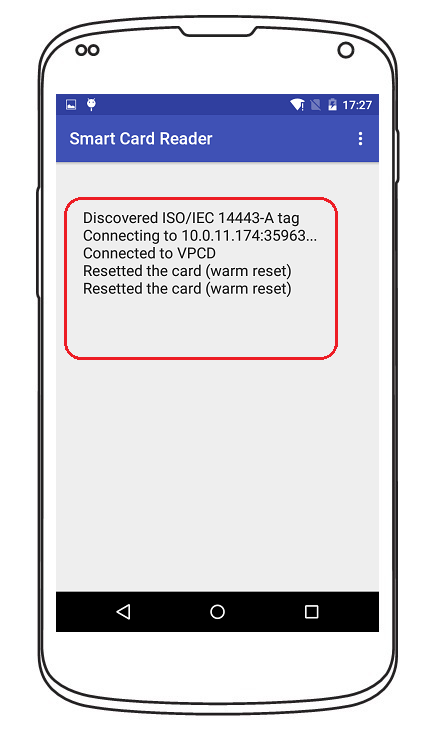 17:27
Smart Card Reader
Discovered ISO/IEC 14443-A tag
Connecting to 10.0.11.174:35963...
Connected to VPCD
Resetted the card (warm reset)
Resetted the card (warm reset)